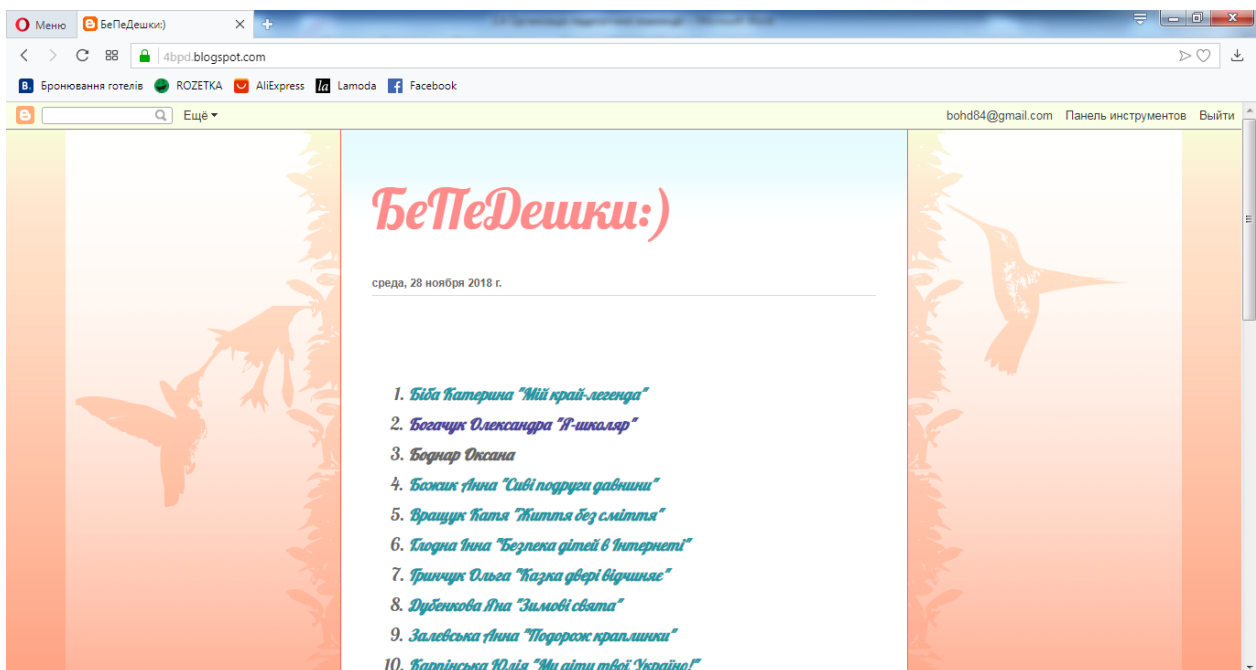 Меню БеПеДешки:)
4bpd.blogspot.com
B. Бронювання готелів ROZETKA AliExpress la Lamoda Facebook
Ещё bohd84@gmail.com Панель инструментов Выйти
БеПеДешки:)
среда, 28 ноября 2018 г.
1. Біба Катерина "Мій край-легенда"
2. Богачук Олександра "Я-школяр"
3. Боднар Оксана
4. Божик Анна "Сиві подруги давнини"
5. Вращук Катя "Життя без сміття"
6. Глодна Інна "Безпека дітей в Інтернеті"
7. Гринчук Ольга "Казка двері відчиняє"
8. Дубенкова Яна "Зимові свята"
9. Залевська Анна "Подорож краплинки"
10. Карпінська Юлія "Ми діти твої Україно!"